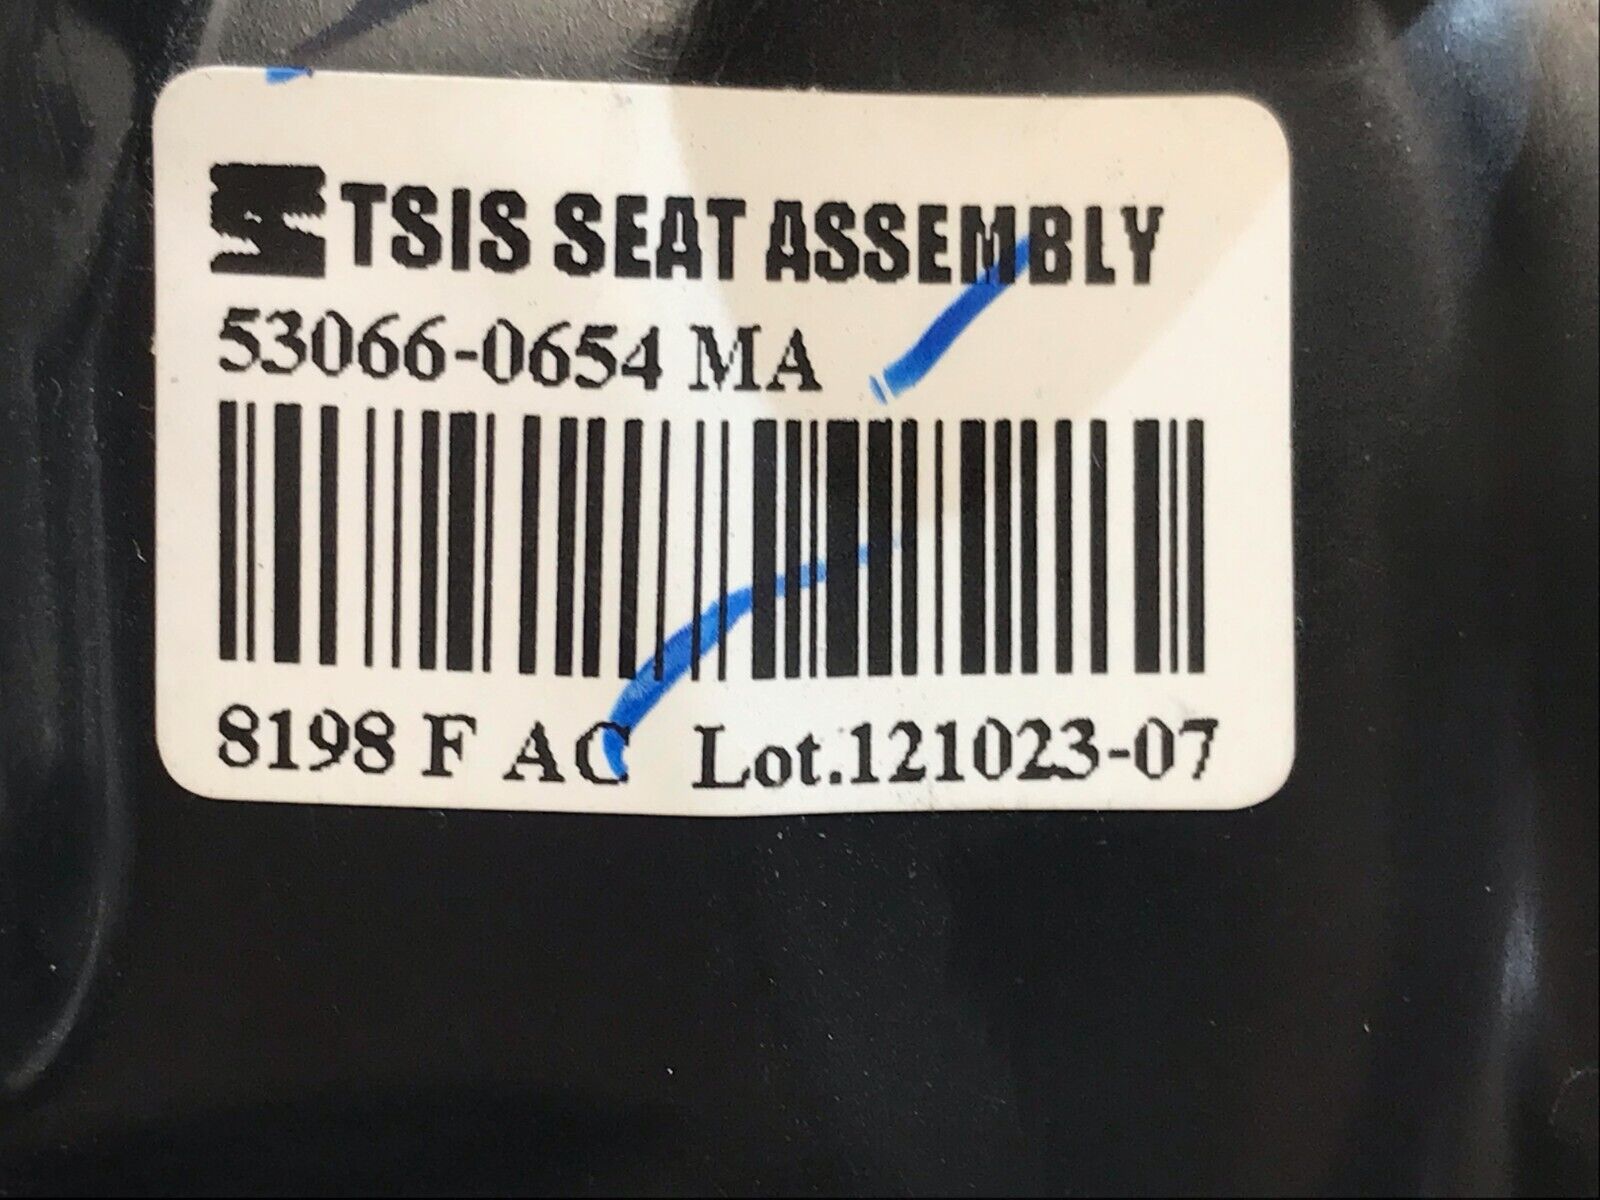 TSIS SEAT ASSEMBLY
53066-0654 MA
8198 F AC Lot.121023-07